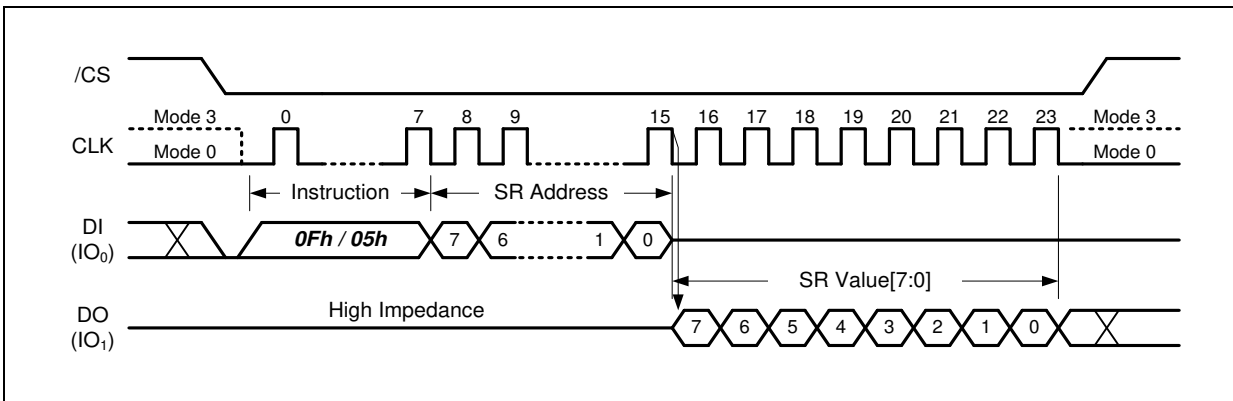 /CS
Mode 3 0 7 8 9 15 16 17 18 19 20 21 22 23 Mode 3
CLK
Mode 0 Mode 0
Instruction SR Address
DI
(IO0)
0Fh / 05h 7 6 1 0
SR Value[7:0]
High Impedance
DO
(IO1)
7 6 5 4 3 2 1 0